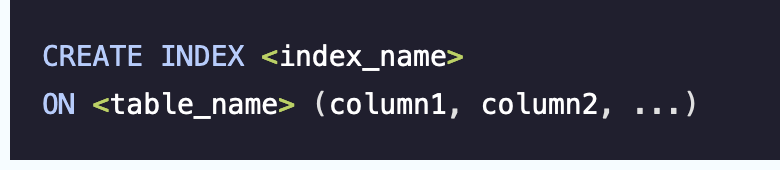 CREATE INDEX <index_name>
ON <table_name> (column1, column2, ...)